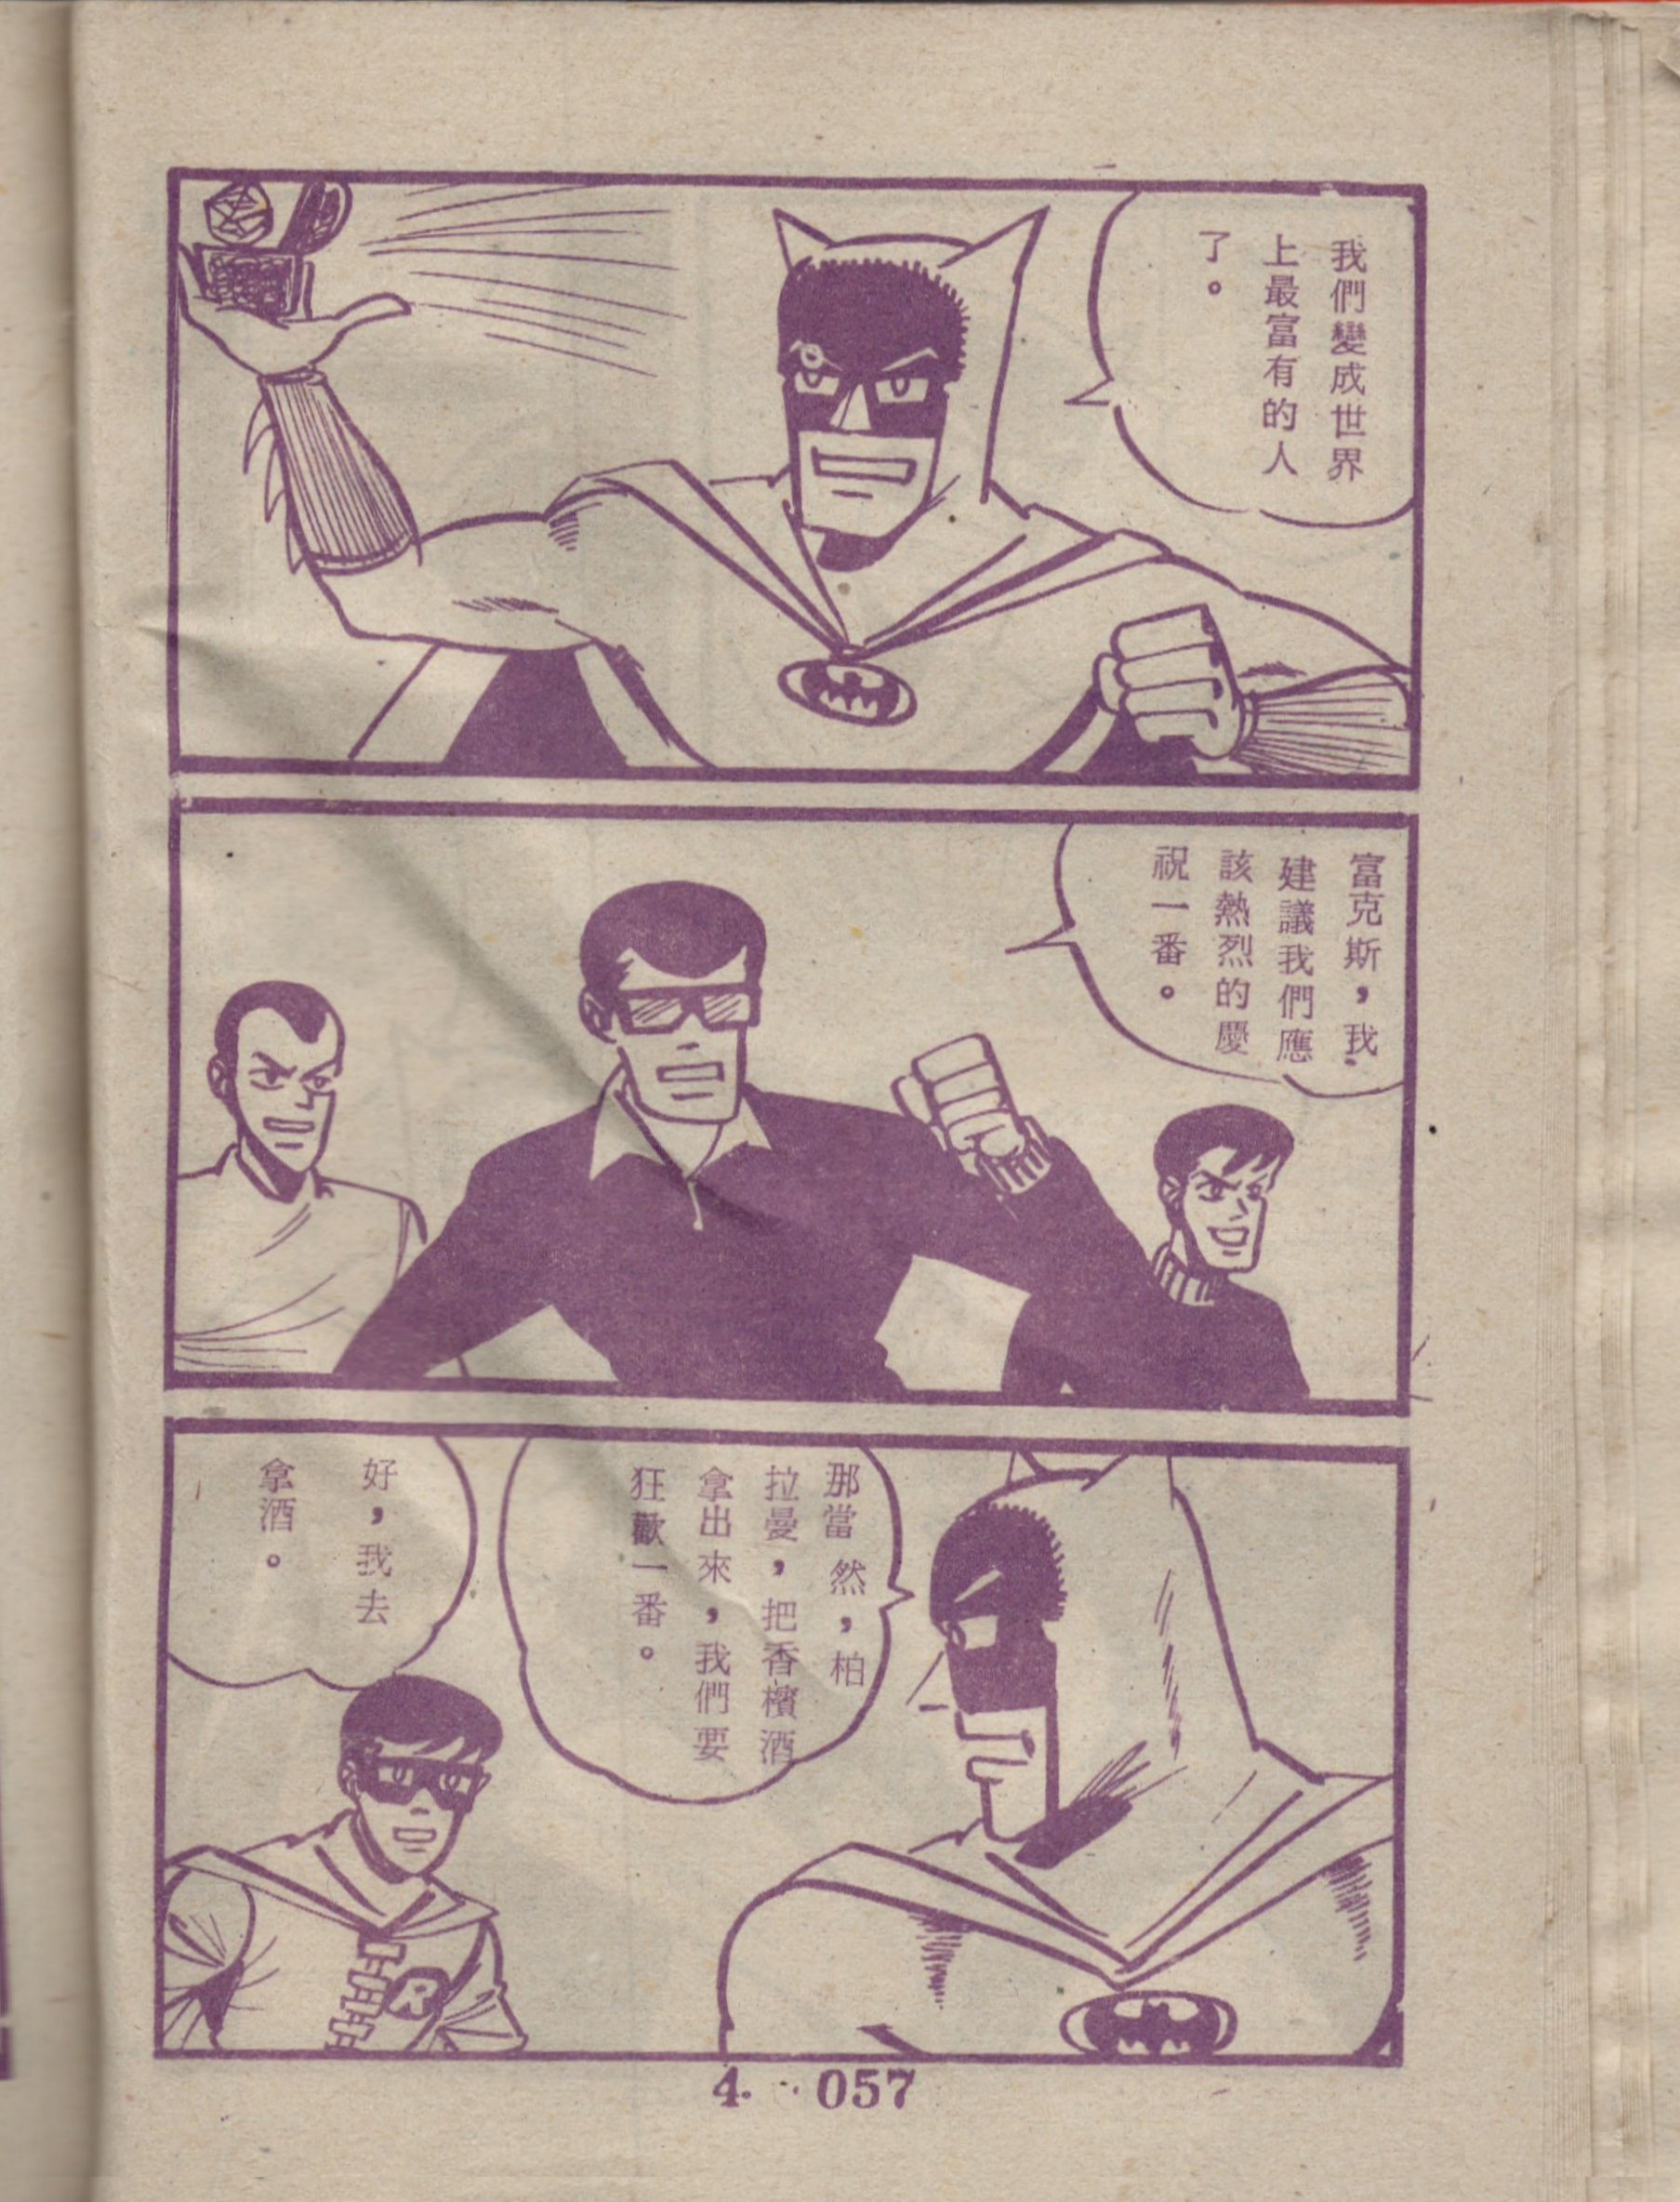 我們變成世界
上最富有的人
了。
富克斯，我
建議我們應
該熱烈的慶
祝一番。
那當然，柏
拉曼，把香檳酒
拿出來，我們要
狂歡一番。
好，我去
拿酒。
R
4. 057